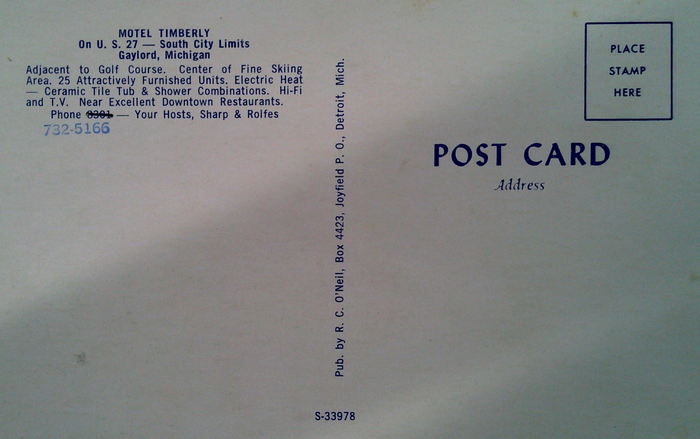 MOTEL TIMBERLY
On U. S. 27 — South City Limits
Gaylord, Michigan
Adjacent to Golf Course. Center of Fine Skiing
Area. 25 Attractively Furnished Units. Electric Heat
— Ceramic Tile Tub & Shower Combinations. Hi-Fi
and T.V. Near Excellent Downtown Restaurants.
Phone — Your Hosts, Sharp & Rolfes
732-5166
Pub. by R. C. O'Neil, Box 4423, Joyfield P. O., Detroit, Mich.
S-33978
PLACE
STAMP
HERE
POST CARD
Address